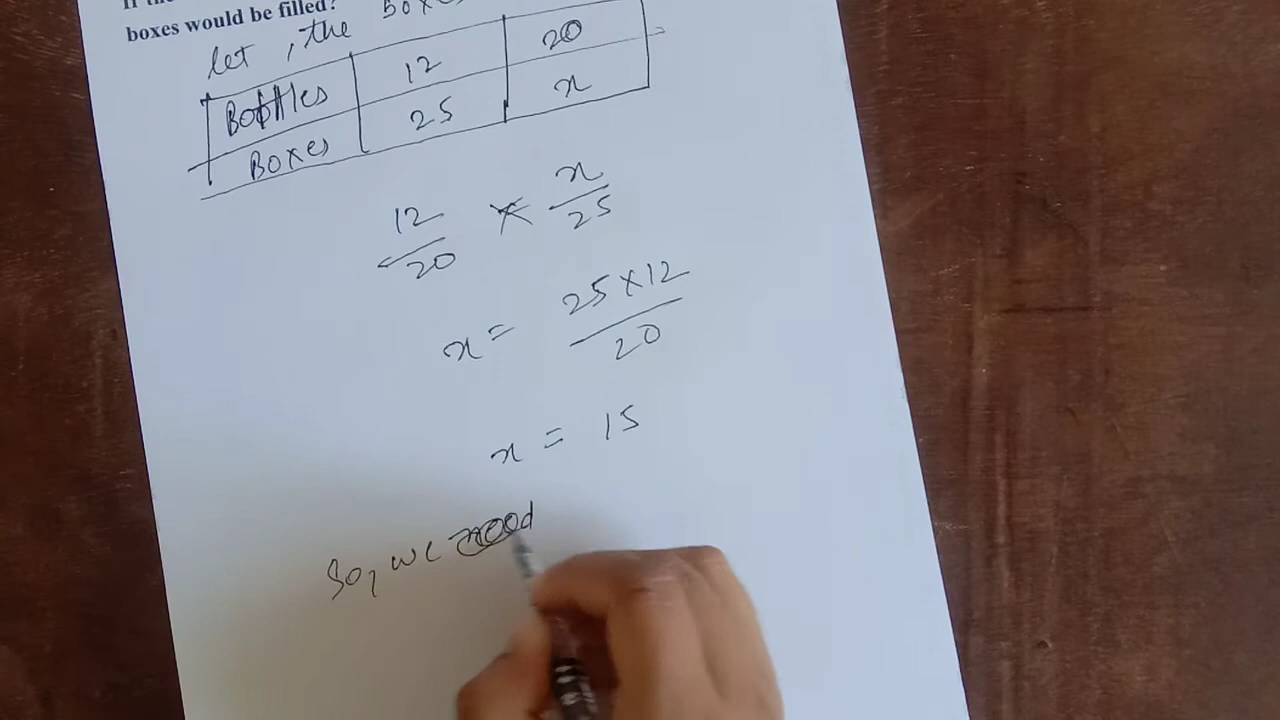 boxes would be filled?
let, the Boxes
Bottles 12 20
Boxes 25 x
12/20 × x/25
x = 25×12/20
x = 15
So, we